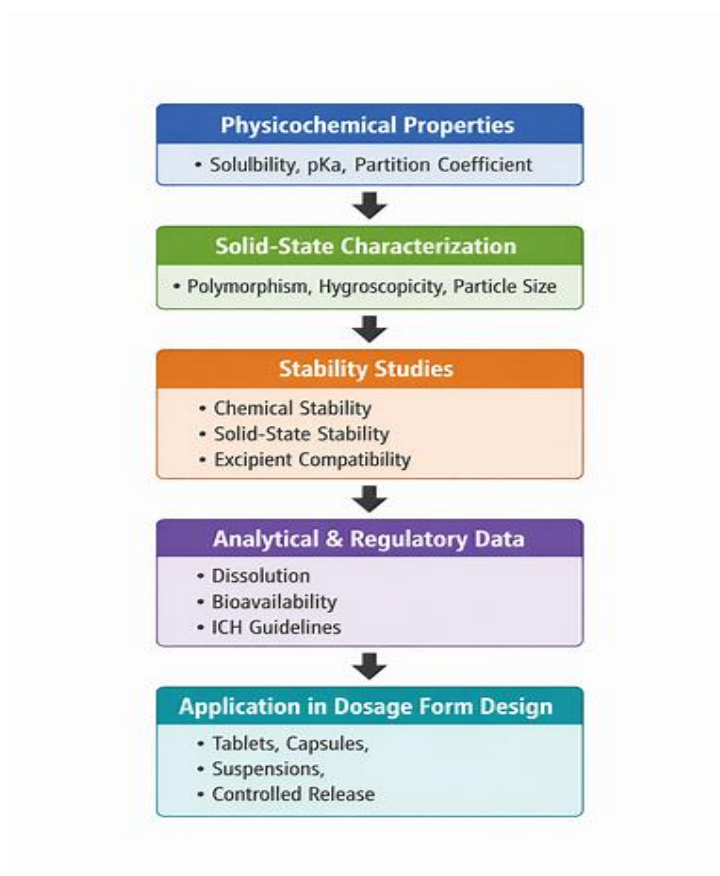 Physicochemical Properties
• Solulbility, pKa, Partition Coefficient
Solid-State Characterization
• Polymorphism, Hygroscopicity, Particle Size
Stability Studies
• Chemical Stability
• Solid-State Stability
• Excipient Compatibility
Analytical & Regulatory Data
• Dissolution
• Bioavailability
• ICH Guidelines
Application in Dosage Form Design
• Tablets, Capsules,
• Suspensions,
• Controlled Release